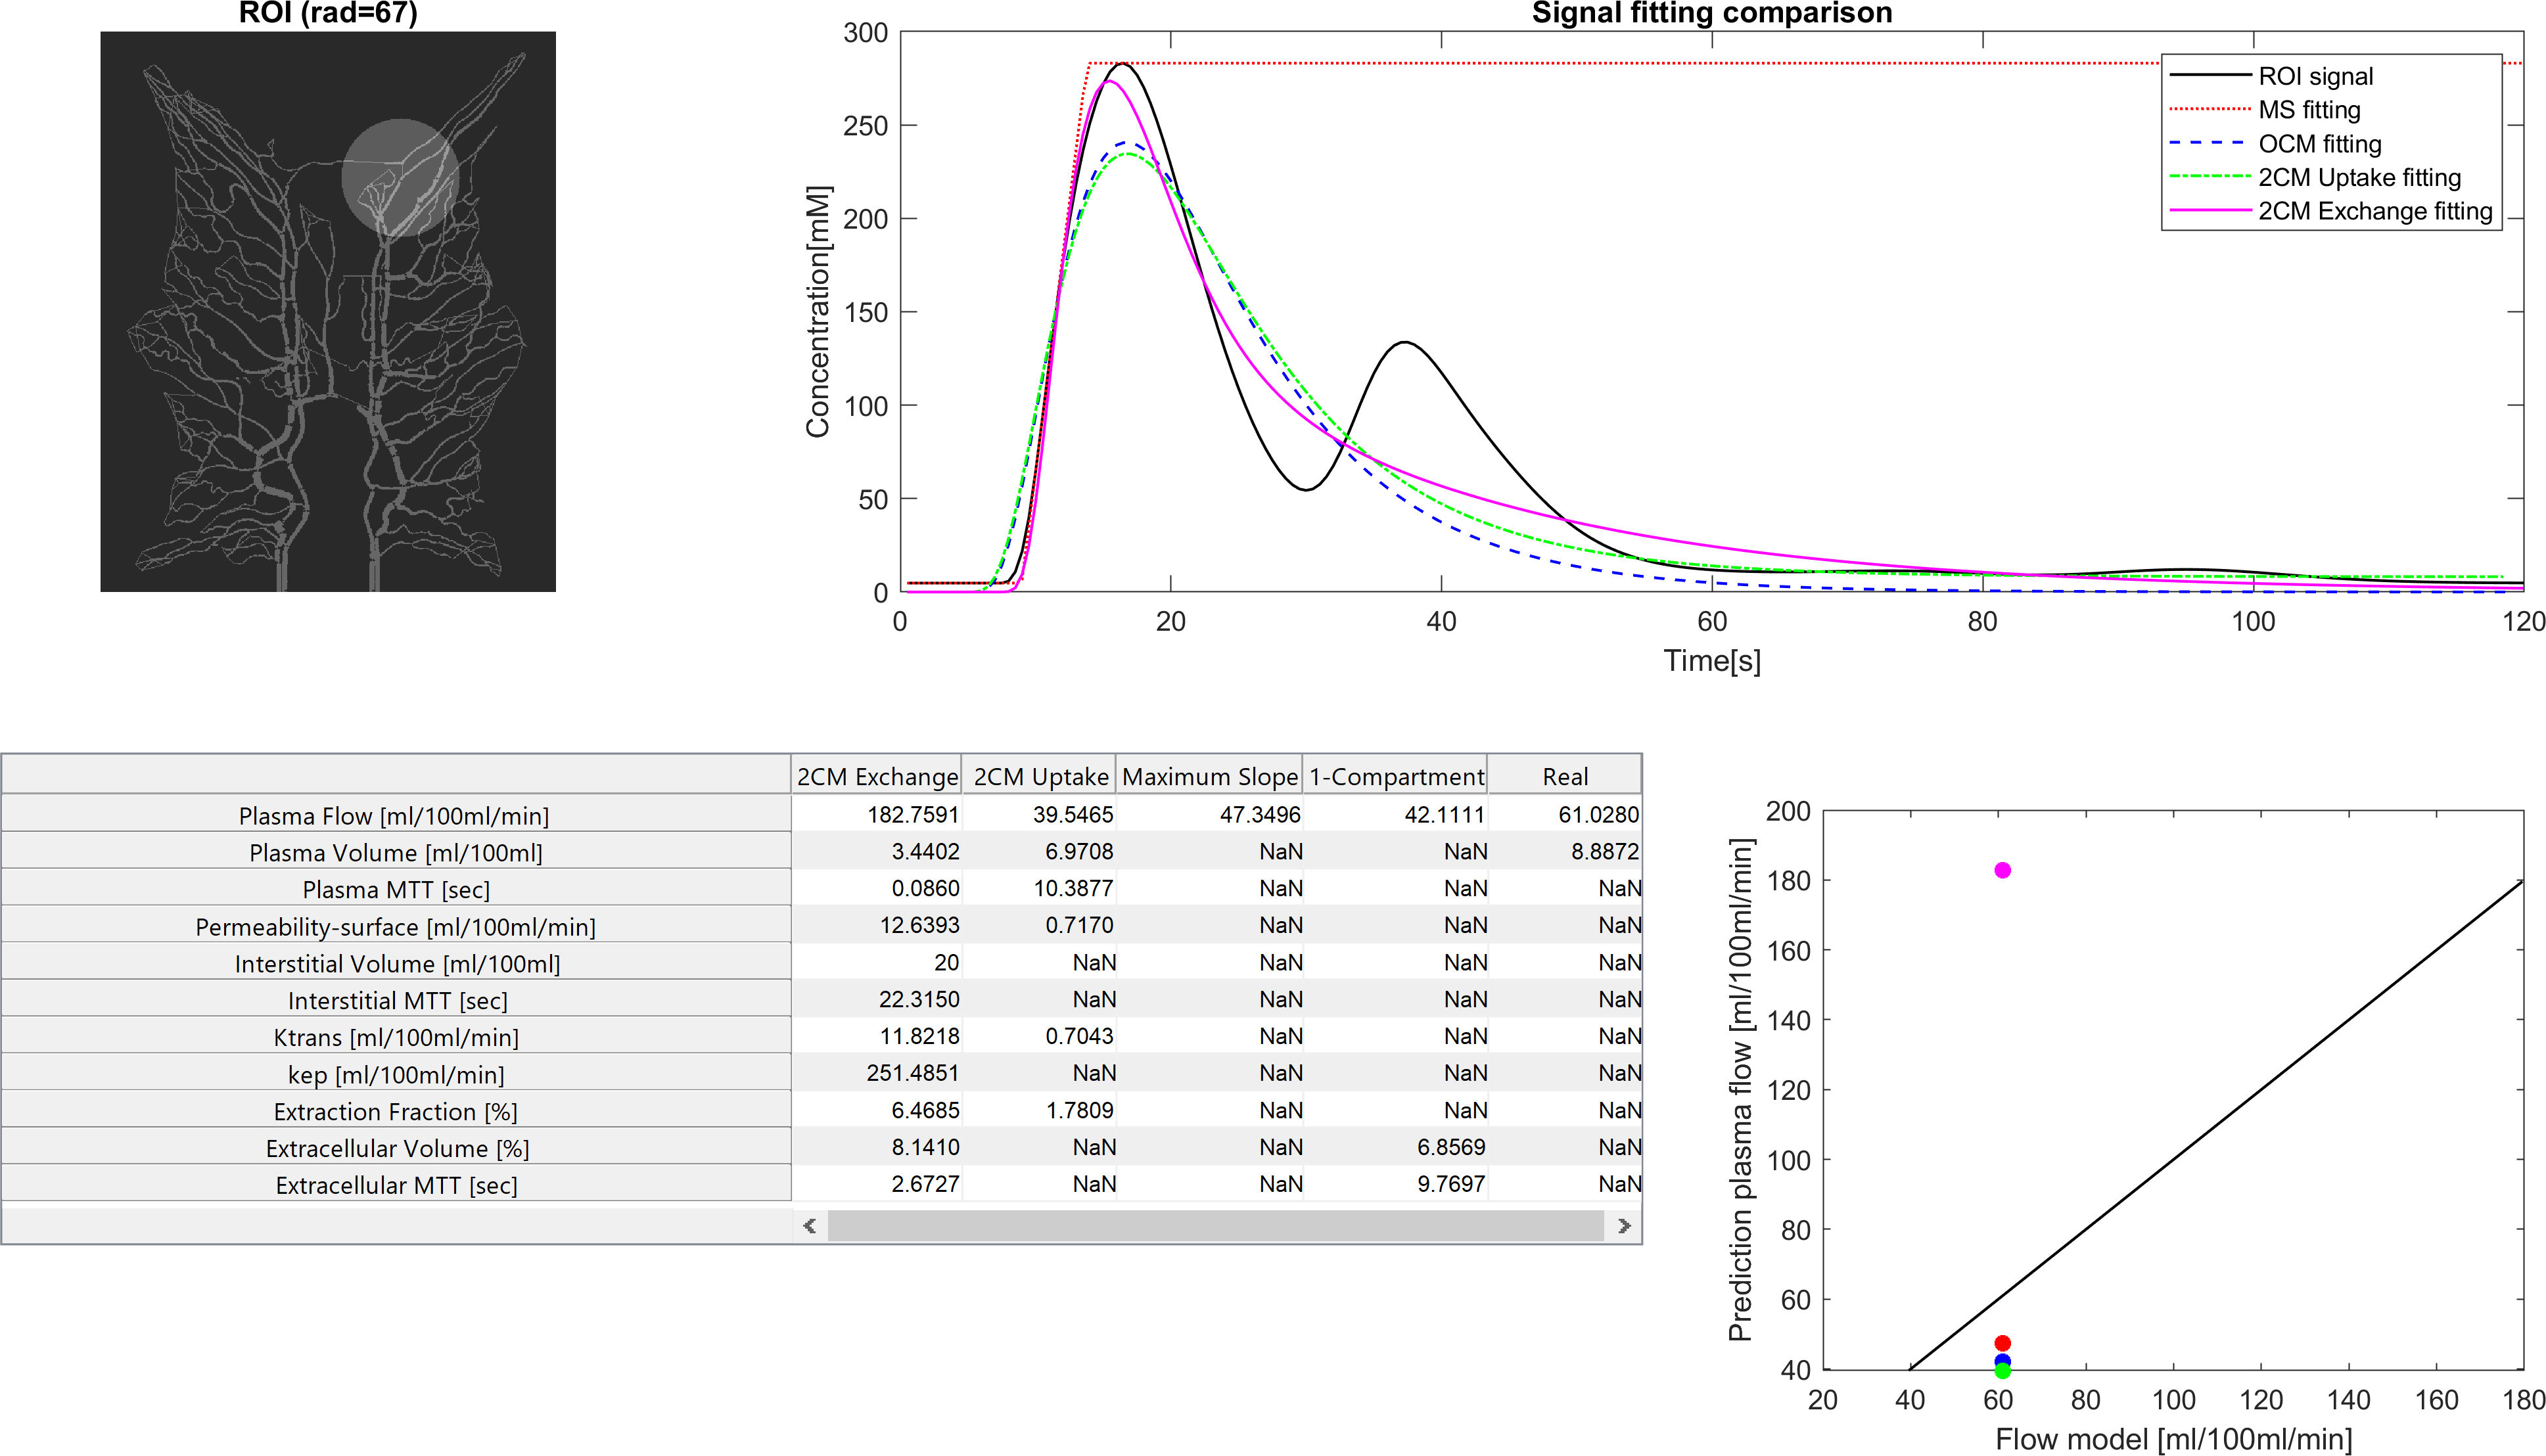 ROI (rad=67)
Signal fitting comparison
300
250
200
150
100
50
0
Concentration[mM]
0 20 40 60 80 100 120
Time[s]
ROI signal
MS fitting
OCM fitting
2CM Uptake fitting
2CM Exchange fitting
2CM Exchange 2CM Uptake Maximum Slope 1-Compartment Real
Plasma Flow [ml/100ml/min] 182.7591 39.5465 47.3496 42.1111 61.0280
Plasma Volume [ml/100ml] 3.4402 6.9708 NaN NaN 8.8872
Plasma MTT [sec] 0.0860 10.3877 NaN NaN NaN
Permeability-surface [ml/100ml/min] 12.6393 0.7170 NaN NaN NaN
Interstitial Volume [ml/100ml] 20 NaN NaN NaN NaN
Interstitial MTT [sec] 22.3150 NaN NaN NaN NaN
Ktrans [ml/100ml/min] 11.8218 0.7043 NaN NaN NaN
kep [ml/100ml/min] 251.4851 NaN NaN NaN NaN
Extraction Fraction [%] 6.4685 1.7809 NaN NaN NaN
Extracellular Volume [%] 8.1410 NaN NaN 6.8569 NaN
Extracellular MTT [sec] 2.6727 NaN NaN 9.7697 NaN
200
180
160
140
120
100
80
60
40
Prediction plasma flow [ml/100ml/min]
20 40 60 80 100 120 140 160 180
Flow model [ml/100ml/min]